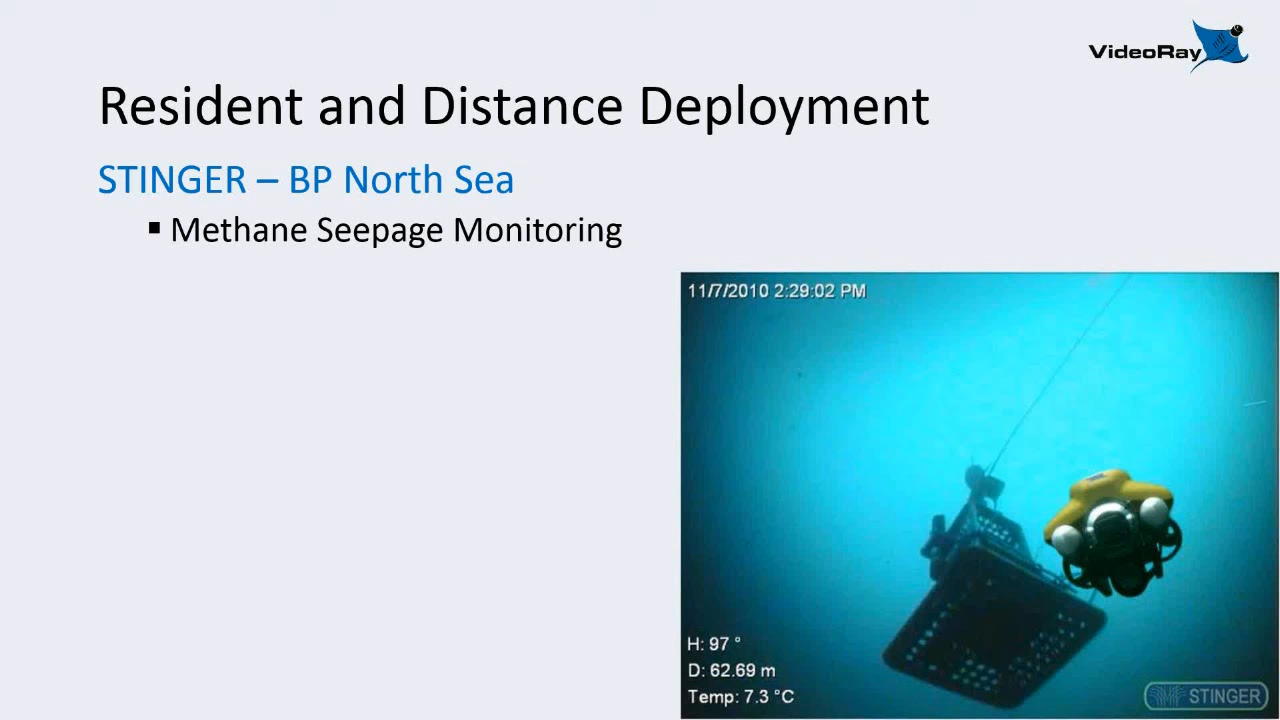 VideoRay
Resident and Distance Deployment
STINGER – BP North Sea
▪ Methane Seepage Monitoring
11/7/2010 2:29:02 PM
H: 97 °
D: 62.69 m
Temp: 7.3 °C
STINGER